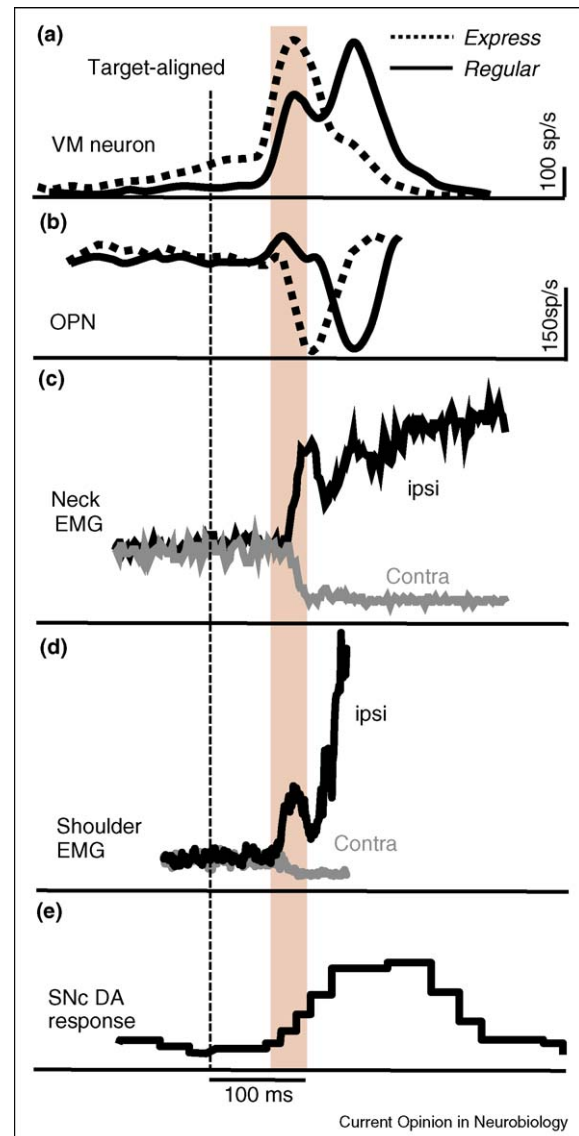 (a)
Express
Regular
Target-aligned
VM neuron
100 sp/s
(b)
OPN
150sp/s
(c)
Neck
EMG
ipsi
Contra
(d)
ipsi
Shoulder
EMG
Contra
(e)
SNc DA
response
100 ms
Current Opinion in Neurobiology